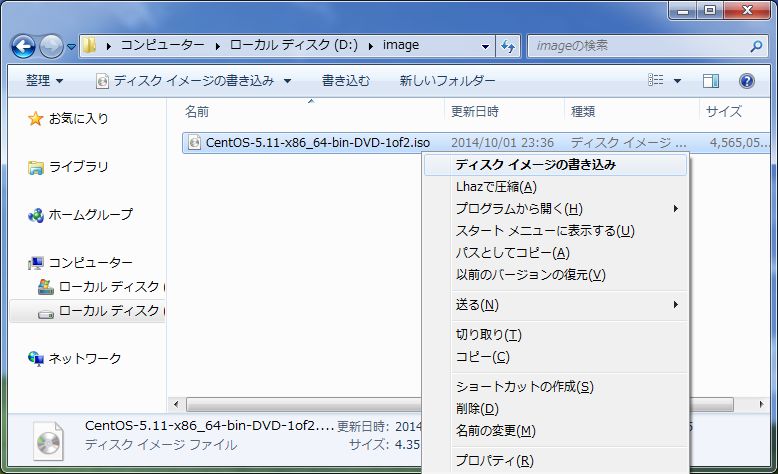 コンピューター ローカル ディスク (D:) image
imageの検索
整理 ディスク イメージの書き込み 書き込む 新しいフォルダー
名前 更新日時 種類 サイズ
お気に入り
CentOS-5.11-x86_64-bin-DVD-1of2.iso 2014/10/01 23:36 ディスク イメージ ... 4,565,05...
ライブラリ
ホームグループ
コンピューター
ローカル ディスク (
ローカル ディスク (
ネットワーク
ディスク イメージの書き込み
Lhazで圧縮(A)
プログラムから開く(H)
スタート メニューに表示する(U)
パスとしてコピー(A)
以前のバージョンの復元(V)
送る(N)
切り取り(T)
コピー(C)
ショートカットの作成(S)
削除(D)
名前の変更(M)
プロパティ(R)
CentOS-5.11-x86_64-bin-DVD-1of2.... 更新日時: 2014
ディスク イメージ ファイル サイズ: 4.35